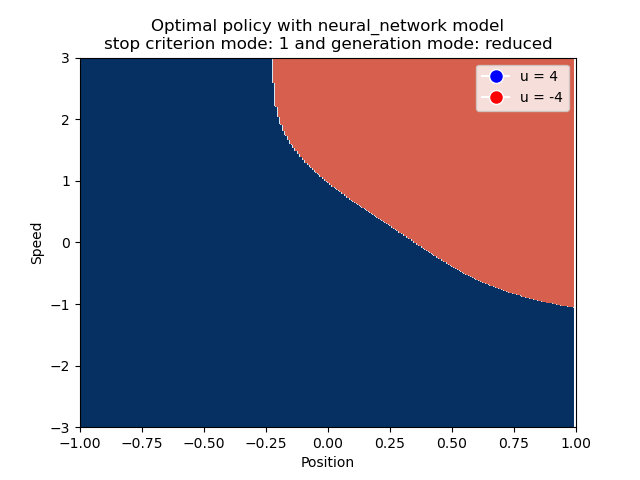 Optimal policy with neural_network model
stop criterion mode: 1 and generation mode: reduced
u = 4
u = -4
3
2
1
0
−1
−2
−3
Speed
−1.00 −0.75 −0.50 −0.25 0.00 0.25 0.50 0.75 1.00
Position